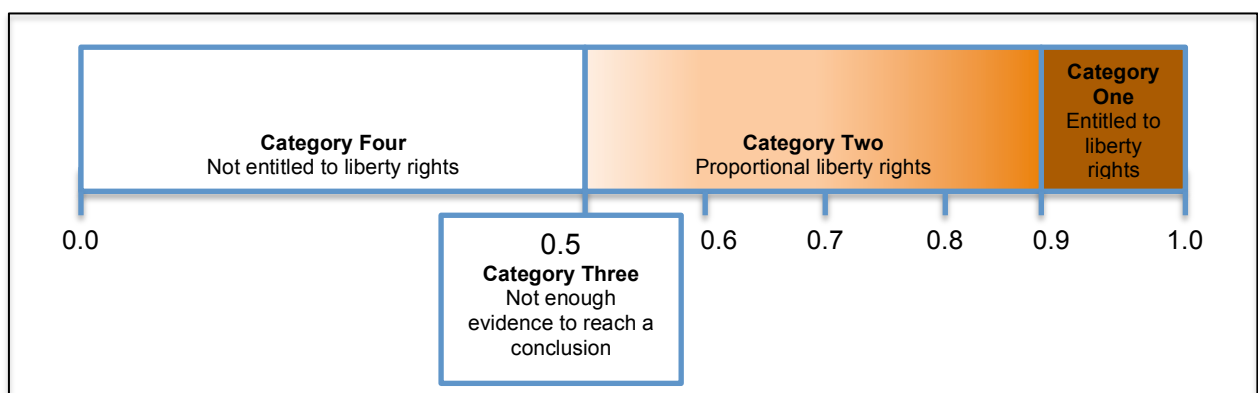 Category Four
Not entitled to liberty rights
Category Two
Proportional liberty rights
Category
One
Entitled to
liberty
rights
0.0
0.5
0.6
0.7
0.8
0.9
1.0
Category Three
Not enough
evidence to reach a
conclusion